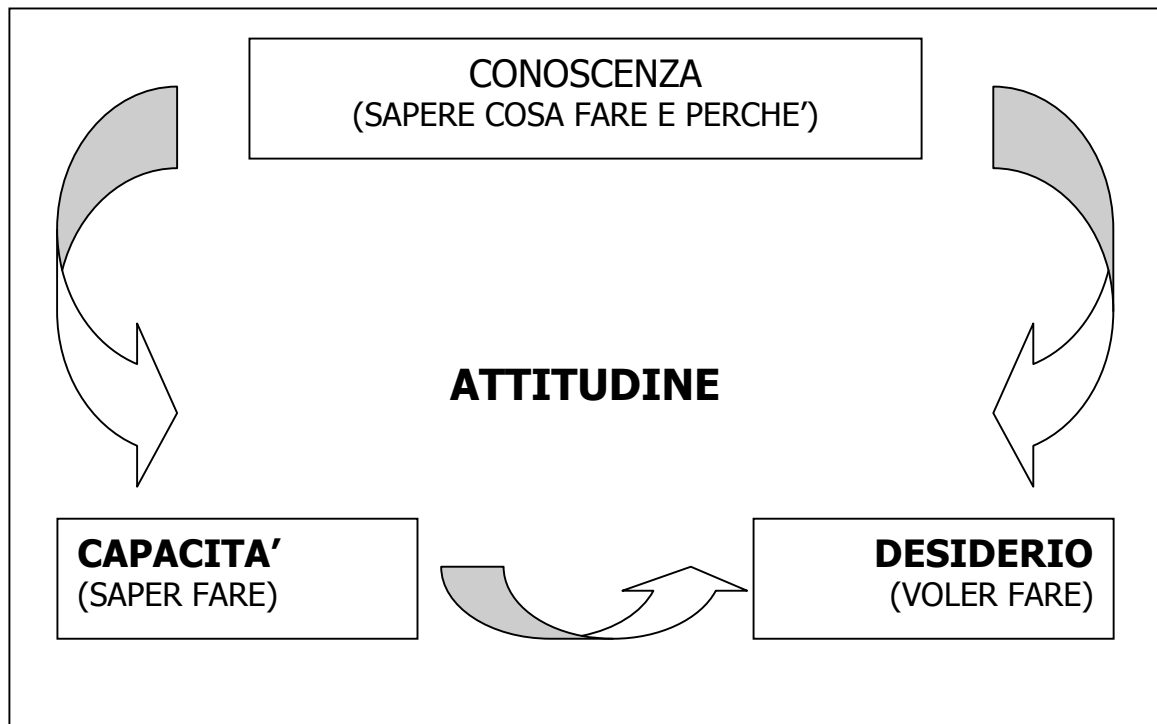 CONOSCENZA
(SAPERE COSA FARE E PERCHE’)
ATTITUDINE
CAPACITA’
(SAPER FARE)
DESIDERIO
(VOLER FARE)